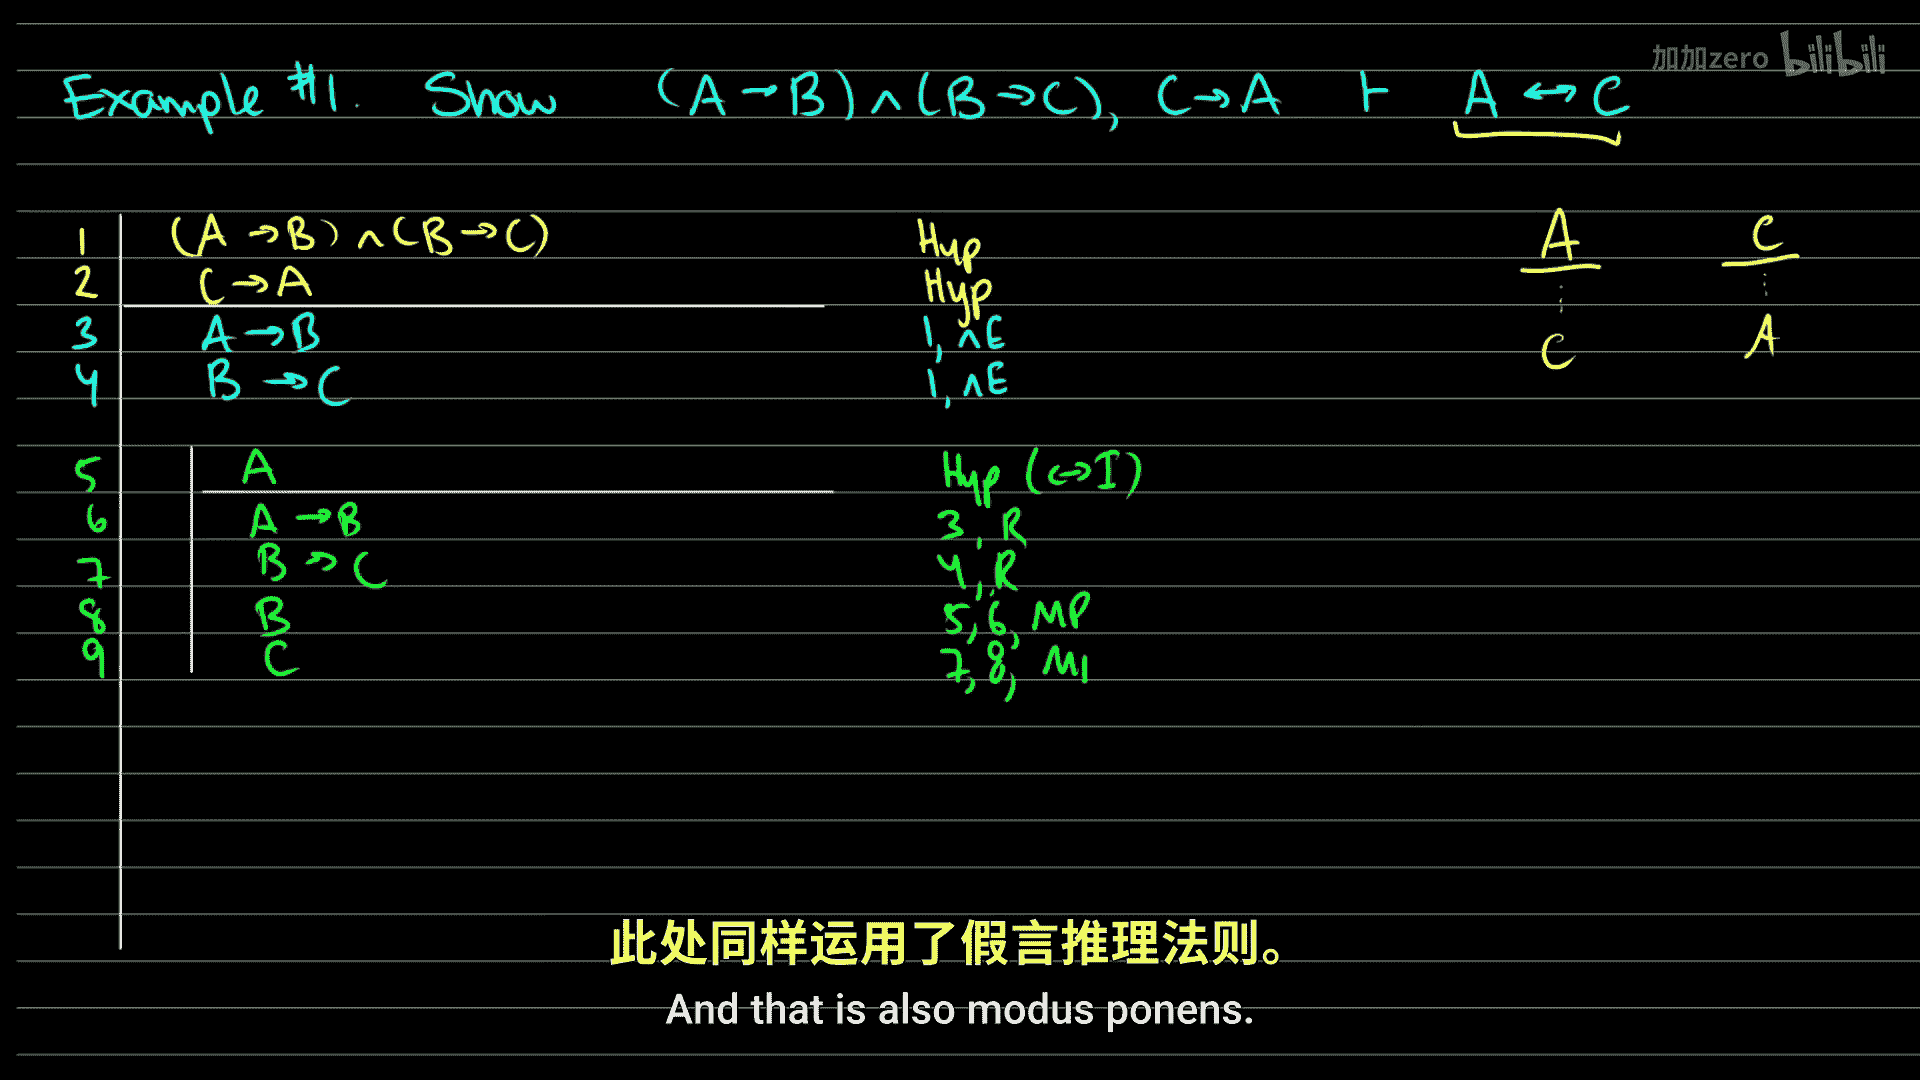 加加zero bilibili
Example #1. Show (A → B) ∧ (B → C), C → A ⊢ A ↔ C
1 (A → B) ∧ (B → C) Hyp
2 C → A Hyp
3 A → B 1, ∧E
4 B → C 1, ∧E
A C
⋮ ⋮
C A
5 A Hyp (↔I)
6 A → B 3, R
7 B → C 4, R
8 B 5, 6, MP
9 C 7, 8, M
此处同样运用了假言推理法则。
And that is also modus ponens.